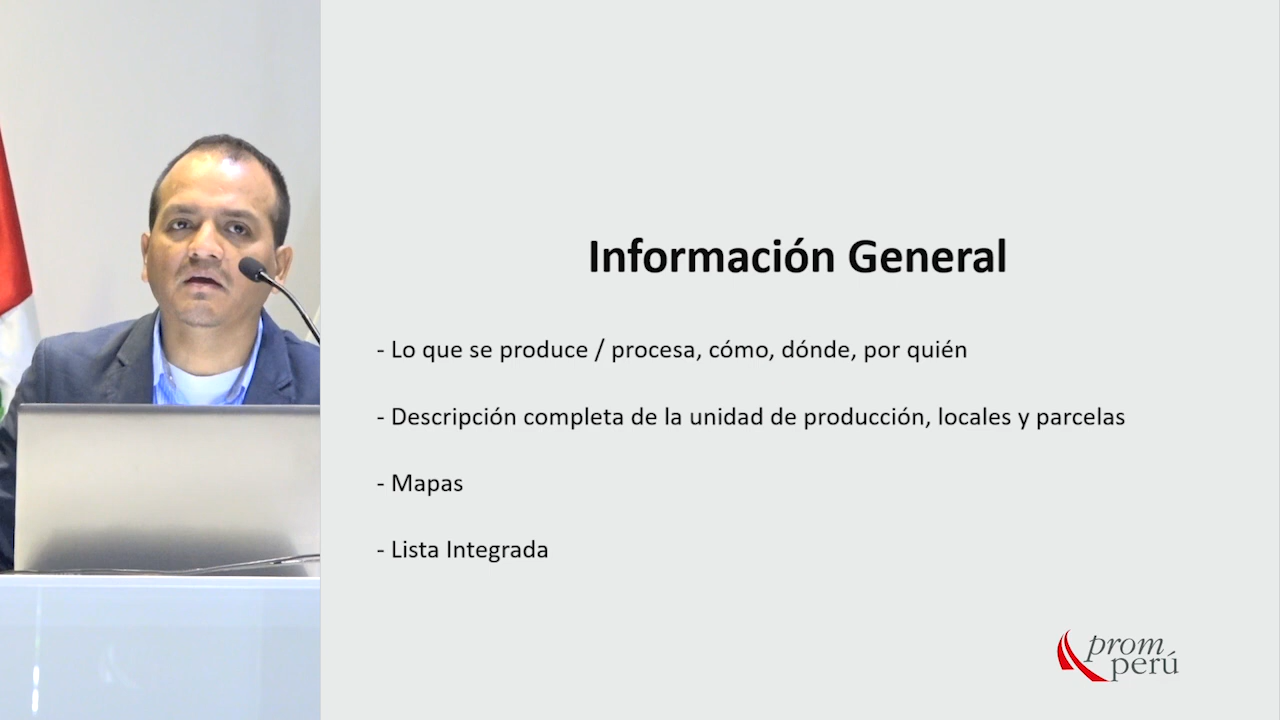 Información General
- Lo que se produce / procesa, cómo, dónde, por quién
- Descripción completa de la unidad de producción, locales y parcelas
- Mapas
- Lista Integrada
prom
perú